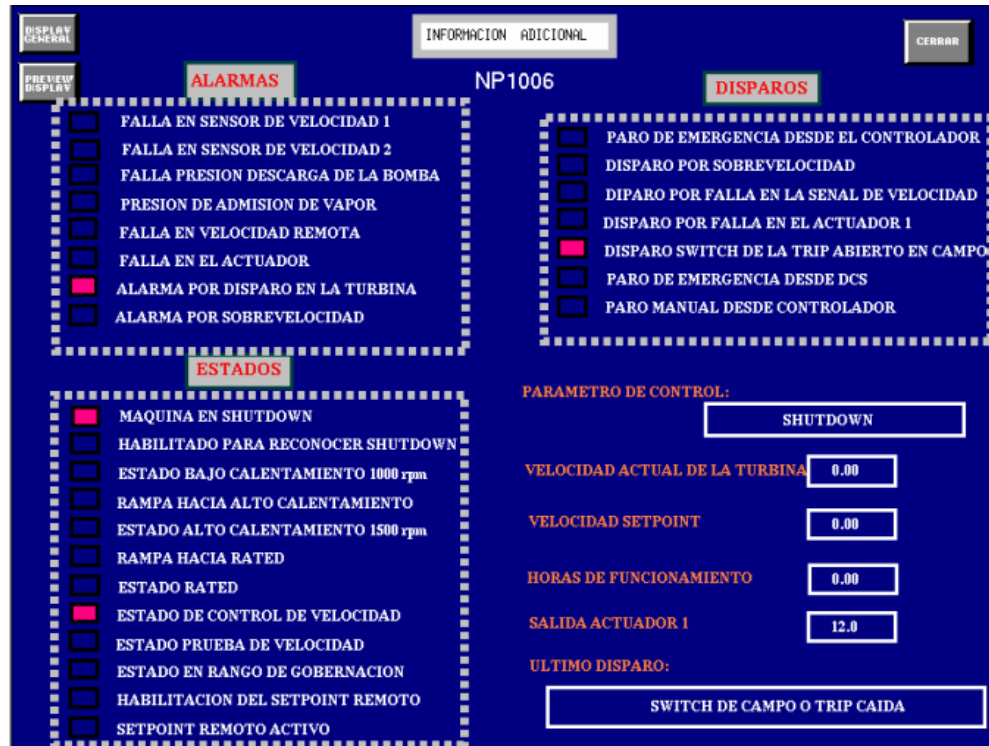 DISPLAY
GENERAL
INFORMACION ADICIONAL
CERRAR
PREVIEW
DISPLAY
ALARMAS
NP1006
DISPAROS
FALLA EN SENSOR DE VELOCIDAD 1
FALLA EN SENSOR DE VELOCIDAD 2
FALLA PRESION DESCARGA DE LA BOMBA
PRESION DE ADMISION DE VAPOR
FALLA EN VELOCIDAD REMOTA
FALLA EN EL ACTUADOR
ALARMA POR DISPARO EN LA TURBINA
ALARMA POR SOBREVELOCIDAD
PARO DE EMERGENCIA DESDE EL CONTROLADOR
DISPARO POR SOBREVELOCIDAD
DIPARO POR FALLA EN LA SENAL DE VELOCIDAD
DISPARO POR FALLA EN EL ACTUADOR 1
DISPARO SWITCH DE LA TRIP ABIERTO EN CAMPO
PARO DE EMERGENCIA DESDE DCS
PARO MANUAL DESDE CONTROLADOR
ESTADOS
MAQUINA EN SHUTDOWN
HABILITADO PARA RECONOCER SHUTDOWN
ESTADO BAJO CALENTAMIENTO 1000 rpm
RAMPA HACIA ALTO CALENTAMIENTO
ESTADO ALTO CALENTAMIENTO 1500 rpm
RAMPA HACIA RATED
ESTADO RATED
ESTADO DE CONTROL DE VELOCIDAD
ESTADO PRUEBA DE VELOCIDAD
ESTADO EN RANGO DE GOBERNACION
HABILITACION DEL SETPOINT REMOTO
SETPOINT REMOTO ACTIVO
PARAMETRO DE CONTROL:
SHUTDOWN
VELOCIDAD ACTUAL DE LA TURBINA 0.00
VELOCIDAD SETPOINT 0.00
HORAS DE FUNCIONAMIENTO 0.00
SALIDA ACTUADOR 1 12.0
ULTIMO DISPARO:
SWITCH DE CAMPO O TRIP CAIDA